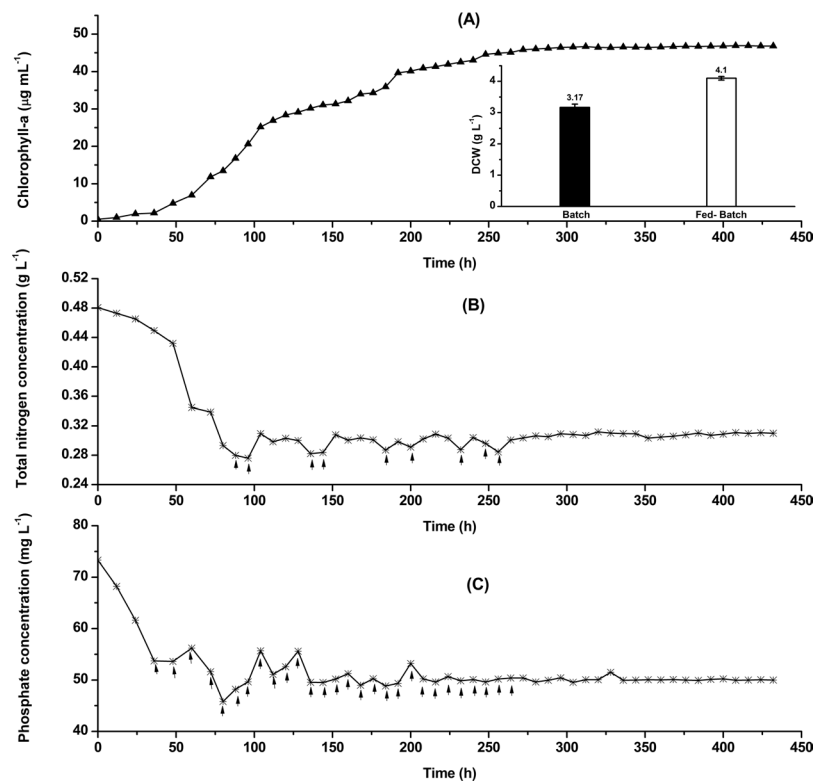 (A)
Chlorophyll-a (µg mL-1)
50
40
30
20
10
0
0 50 100 150 200 250 300 350 400 450
Time (h)
DCW (g L-1)
4
3
2
1
0
3.17
4.1
Batch Fed- Batch
(B)
Total nitrogen concentration (g L-1)
0.52
0.48
0.44
0.40
0.36
0.32
0.28
0.24
0 50 100 150 200 250 300 350 400 450
Time (h)
(C)
Phosphate concentration (mg L-1)
80
70
60
50
40
0 50 100 150 200 250 300 350 400 450
Time (h)